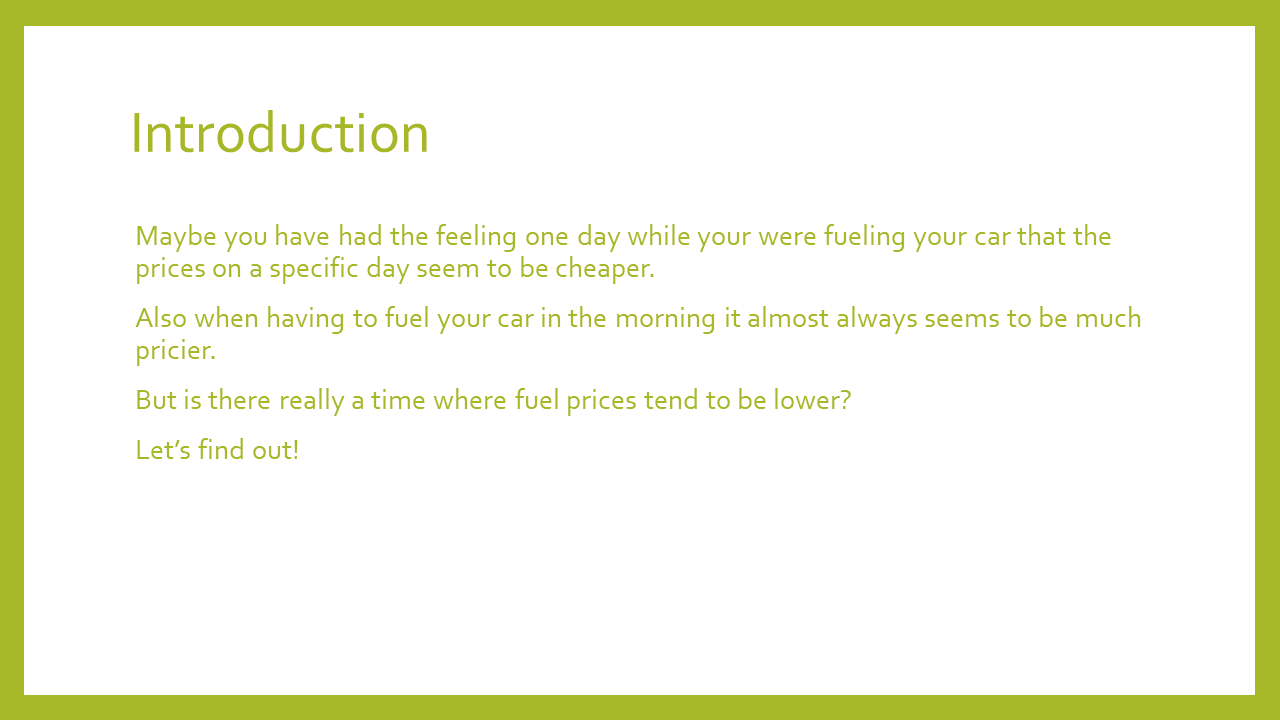 Introduction
Maybe you have had the feeling one day while your were fueling your car that the
prices on a specific day seem to be cheaper.
Also when having to fuel your car in the morning it almost always seems to be much
pricier.
But is there really a time where fuel prices tend to be lower?
Let’s find out!